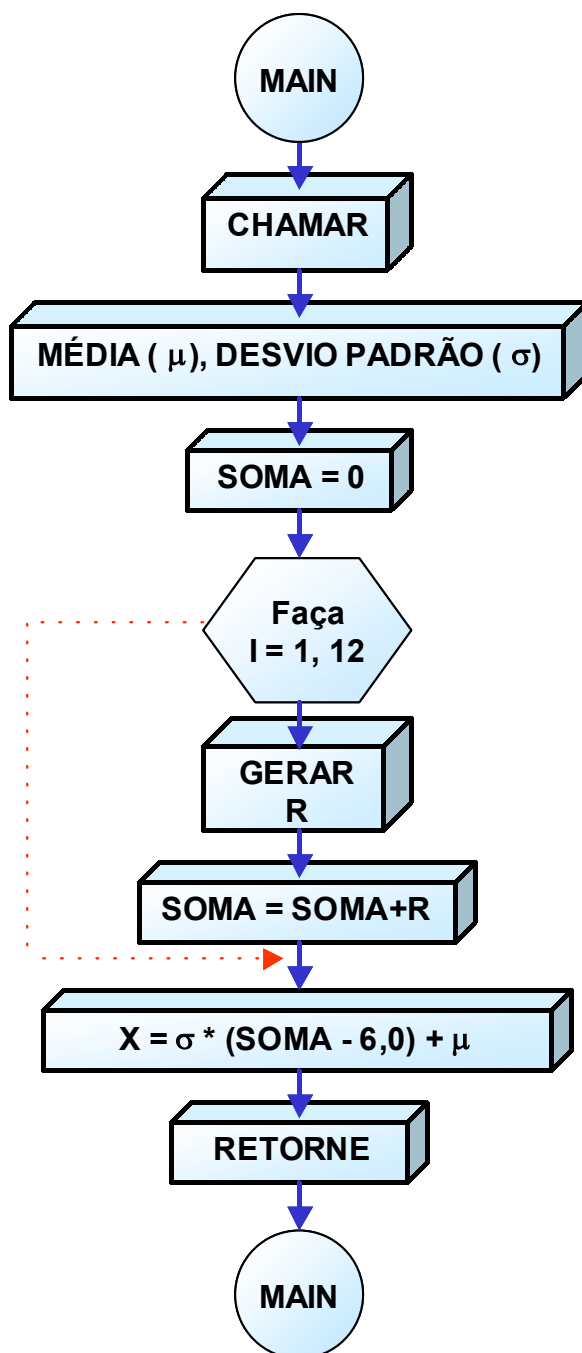 MAIN
CHAMAR
MÉDIA ( μ), DESVIO PADRÃO ( σ)
SOMA = 0
Faça
I = 1, 12
GERAR
R
SOMA = SOMA+R
X = σ * (SOMA - 6,0) + μ
RETORNE
MAIN